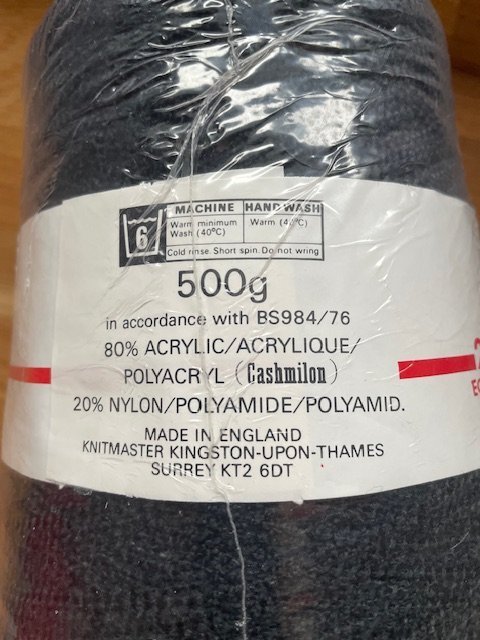 MACHINE HAND WASH
6
Warm minimum Warm (40°C)
Wash (40°C)
Cold rinse. Short spin. Do not wring
500g
in accordance with BS984/76
80% ACRYLIC/ACRYLIQUE/
POLYACRYL (Cashmilon)
20% NYLON/POLYAMIDE/POLYAMID.
MADE IN ENGLAND
KNITMASTER KINGSTON-UPON-THAMES
SURREY KT2 6DT